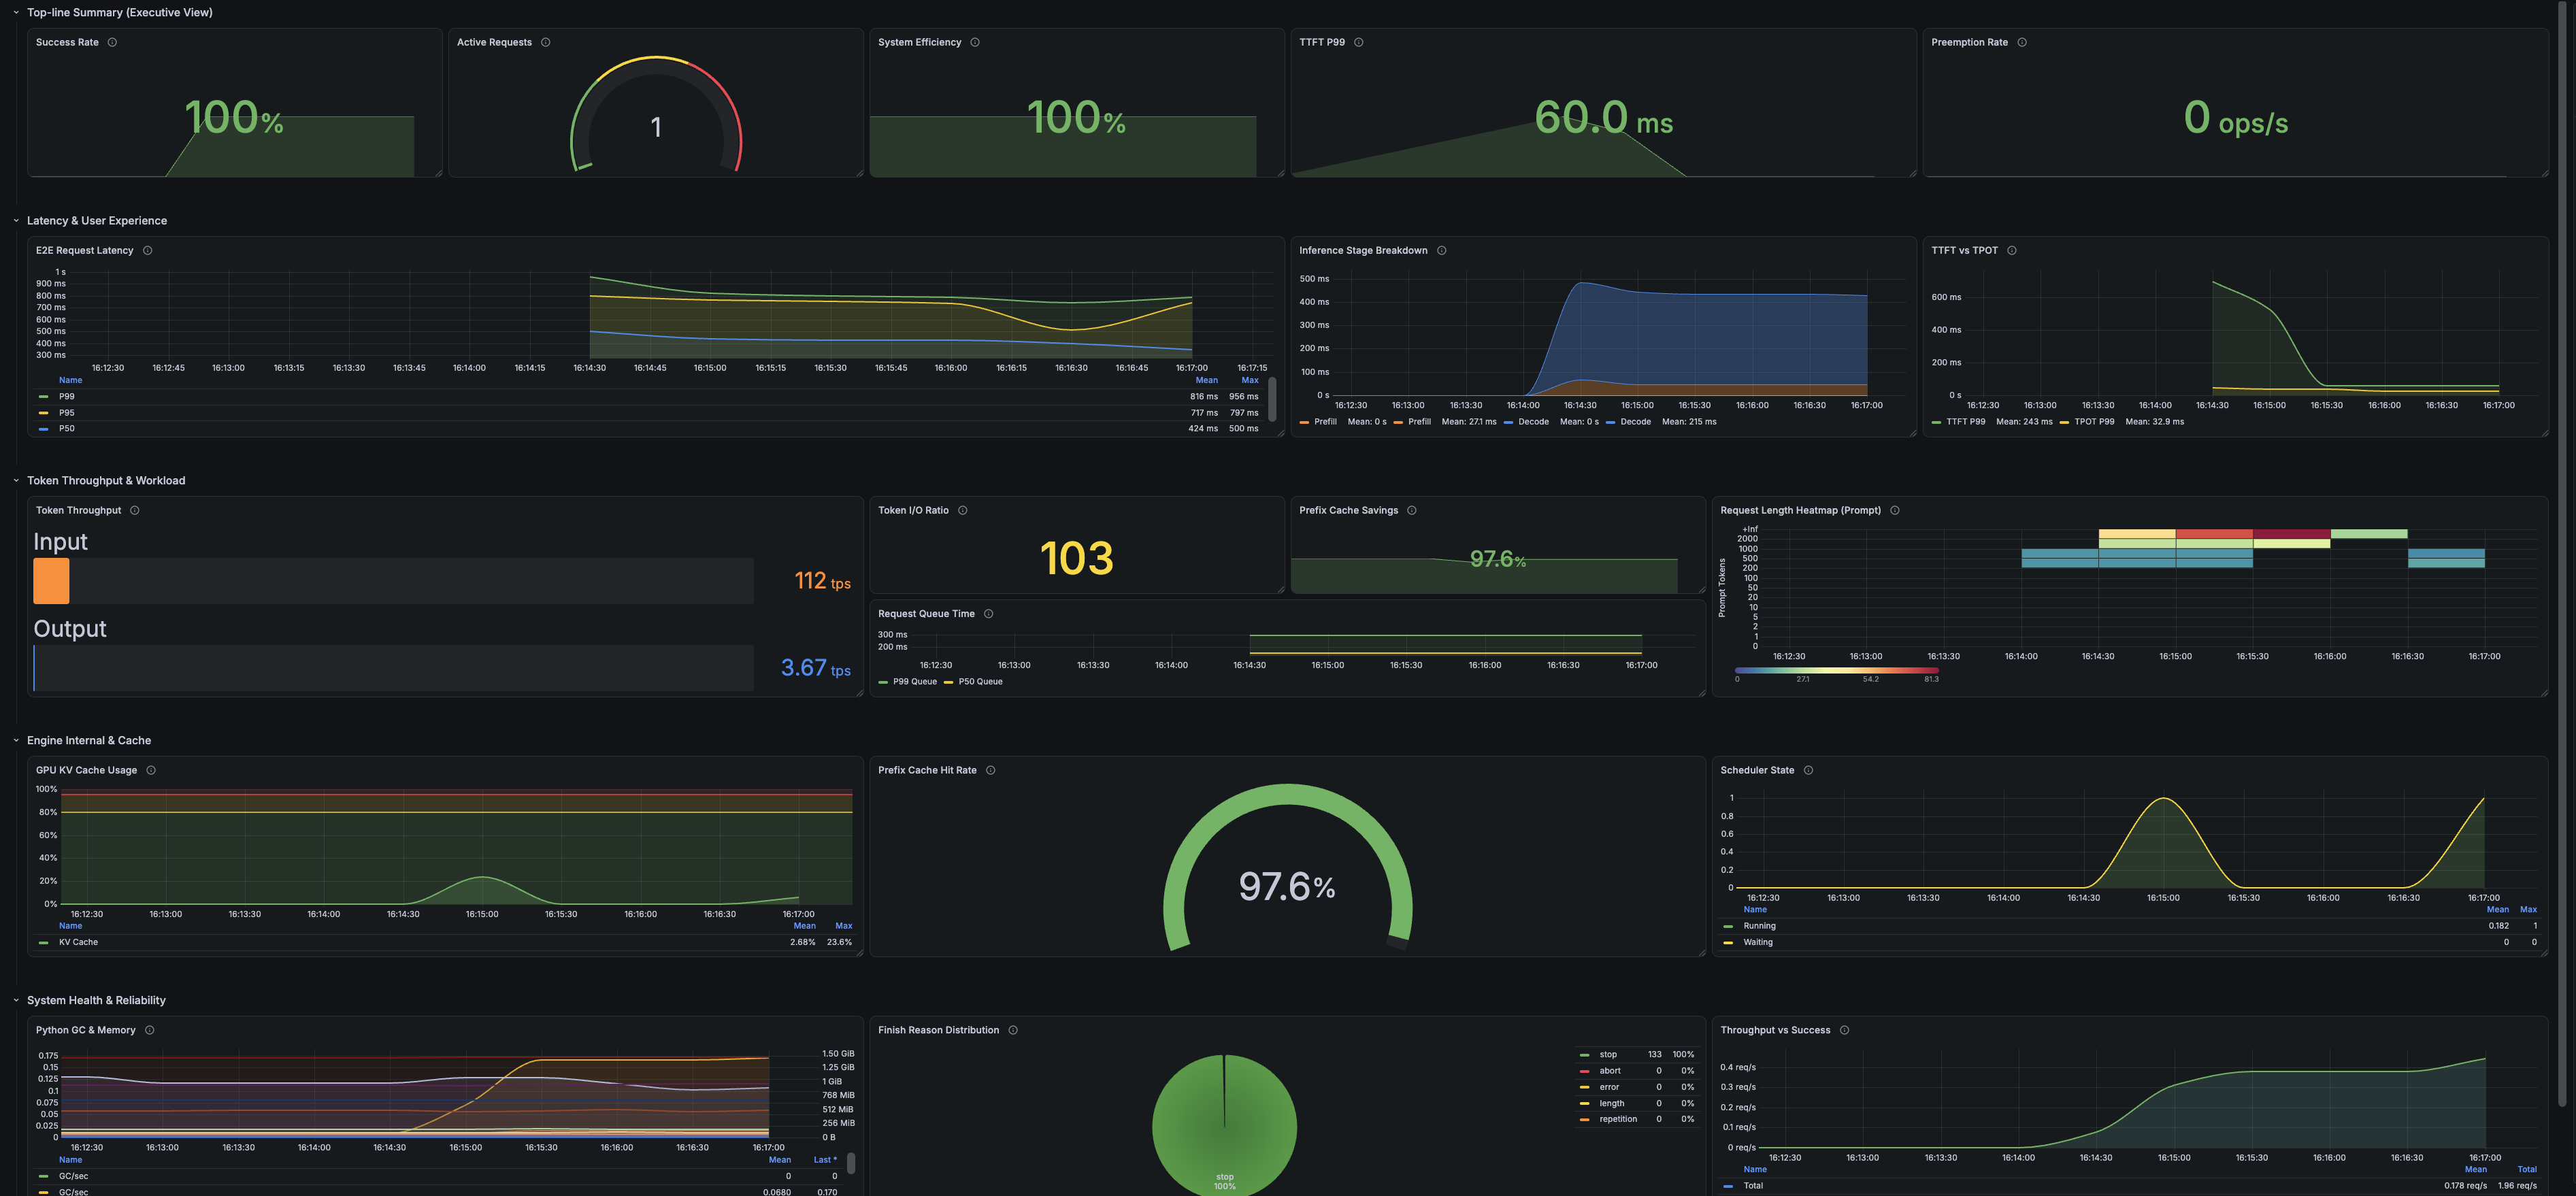 Top-line Summary (Executive View)
Success Rate
100%
Active Requests
1
System Efficiency
100%
TTFT P99
60.0 ms
Preemption Rate
0 ops/s
Latency & User Experience
E2E Request Latency
1 s
900 ms
800 ms
700 ms
600 ms
500 ms
400 ms
300 ms
16:12:30 16:12:45 16:13:00 16:13:15 16:13:30 16:13:45 16:14:00 16:14:15 16:14:30 16:14:45 16:15:00 16:15:15 16:15:30 16:15:45 16:16:00 16:16:15 16:16:30 16:16:45 16:17:00 16:17:15
Name Mean Max
P99 816 ms 956 ms
P95 717 ms 797 ms
P50 424 ms 500 ms
Inference Stage Breakdown
500 ms
400 ms
300 ms
200 ms
100 ms
0 s
16:12:30 16:13:00 16:13:30 16:14:00 16:14:30 16:15:00 16:15:30 16:16:00 16:16:30 16:17:00
Prefill Mean: 0 s Prefill Mean: 27.1 ms Decode Mean: 0 s Decode Mean: 215 ms
TTFT vs TPOT
600 ms
400 ms
200 ms
0 s
16:12:30 16:13:00 16:13:30 16:14:00 16:14:30 16:15:00 16:15:30 16:16:00 16:16:30 16:17:00
TTFT P99 Mean: 243 ms TPOT P99 Mean: 32.9 ms
Token Throughput & Workload
Token Throughput
Input
112 tps
Output
3.67 tps
Token I/O Ratio
103
Prefix Cache Savings
97.6%
Request Queue Time
300 ms
200 ms
16:12:30 16:13:00 16:13:30 16:14:00 16:14:30 16:15:00 16:15:30 16:16:00 16:16:30 16:17:00
P99 Queue P50 Queue
Request Length Heatmap (Prompt)
Prompt Tokens
+Inf
2000
1000
500
200
100
50
20
10
5
2
1
0
16:12:30 16:13:00 16:13:30 16:14:00 16:14:30 16:15:00 16:15:30 16:16:00 16:16:30 16:17:00
0 27.1 54.2 81.3
Engine Internal & Cache
GPU KV Cache Usage
100%
80%
60%
40%
20%
0%
16:12:30 16:13:00 16:13:30 16:14:00 16:14:30 16:15:00 16:15:30 16:16:00 16:16:30 16:17:00
Name Mean Max
KV Cache 2.68% 23.6%
Prefix Cache Hit Rate
97.6%
Scheduler State
1
0.8
0.6
0.4
0.2
0
16:12:30 16:13:00 16:13:30 16:14:00 16:14:30 16:15:00 16:15:30 16:16:00 16:16:30 16:17:00
Name Mean Max
Running 0.182 1
Waiting 0 0
System Health & Reliability
Python GC & Memory
0.175 1.50 GiB
0.15 1.25 GiB
0.125 1 GiB
0.1 768 MiB
0.075 512 MiB
0.05 256 MiB
0.025
0 0 B
16:12:30 16:13:00 16:13:30 16:14:00 16:14:30 16:15:00 16:15:30 16:16:00 16:16:30 16:17:00
Name Mean Last *
GC/sec 0 0
GC/sec 0.0680 0.170
Finish Reason Distribution
stop
100%
stop 133 100%
abort 0 0%
error 0 0%
length 0 0%
repetition 0 0%
Throughput vs Success
0.4 req/s
0.3 req/s
0.2 req/s
0.1 req/s
0 req/s
16:12:30 16:13:00 16:13:30 16:14:00 16:14:30 16:15:00 16:15:30 16:16:00 16:16:30 16:17:00
Name Mean Total
Total 0.178 req/s 1.96 req/s